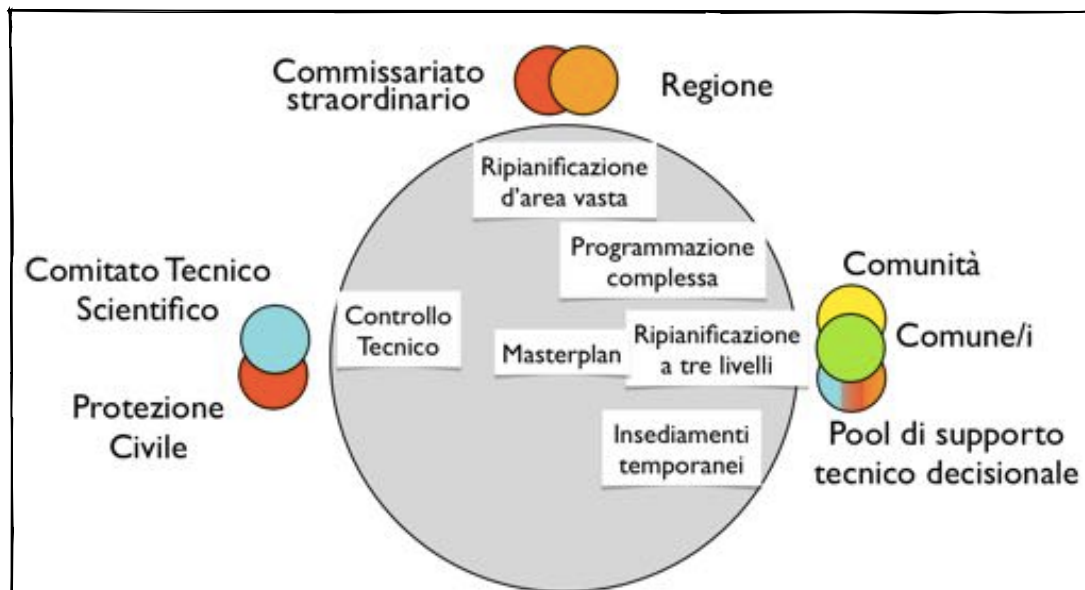 Commissariato
straordinario
Regione
Ripianificazione
d'area vasta
Programmazione
complessa
Comitato Tecnico
Scientifico
Comunità
Controllo
Tecnico
Masterplan
Ripianificazione
a tre livelli
Comune/i
Protezione
Civile
Insediamenti
temporanei
Pool di supporto
tecnico decisionale